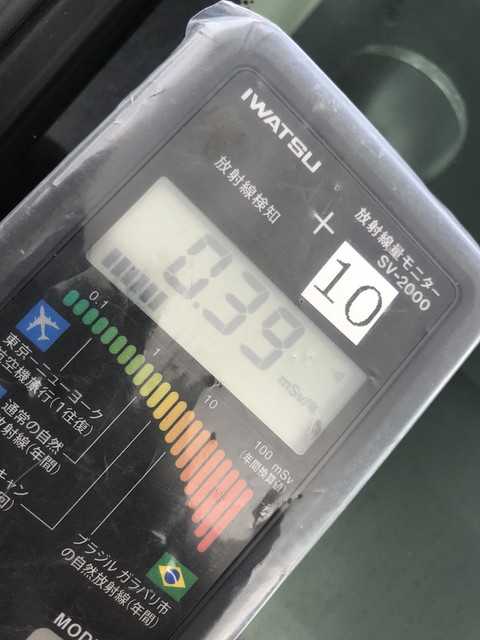 IWATSU
放射線検知
放射線量モニター
SV-2000
10
0.39
mSv/年
0.1
1
10
100 mSv
(年間換算切)
東京-ニューヨーク
航空機旅行(1往復)
通常の自然
放射線(年間)
キャン
ブラジル ガラパリ市
の自然放射線(年間)